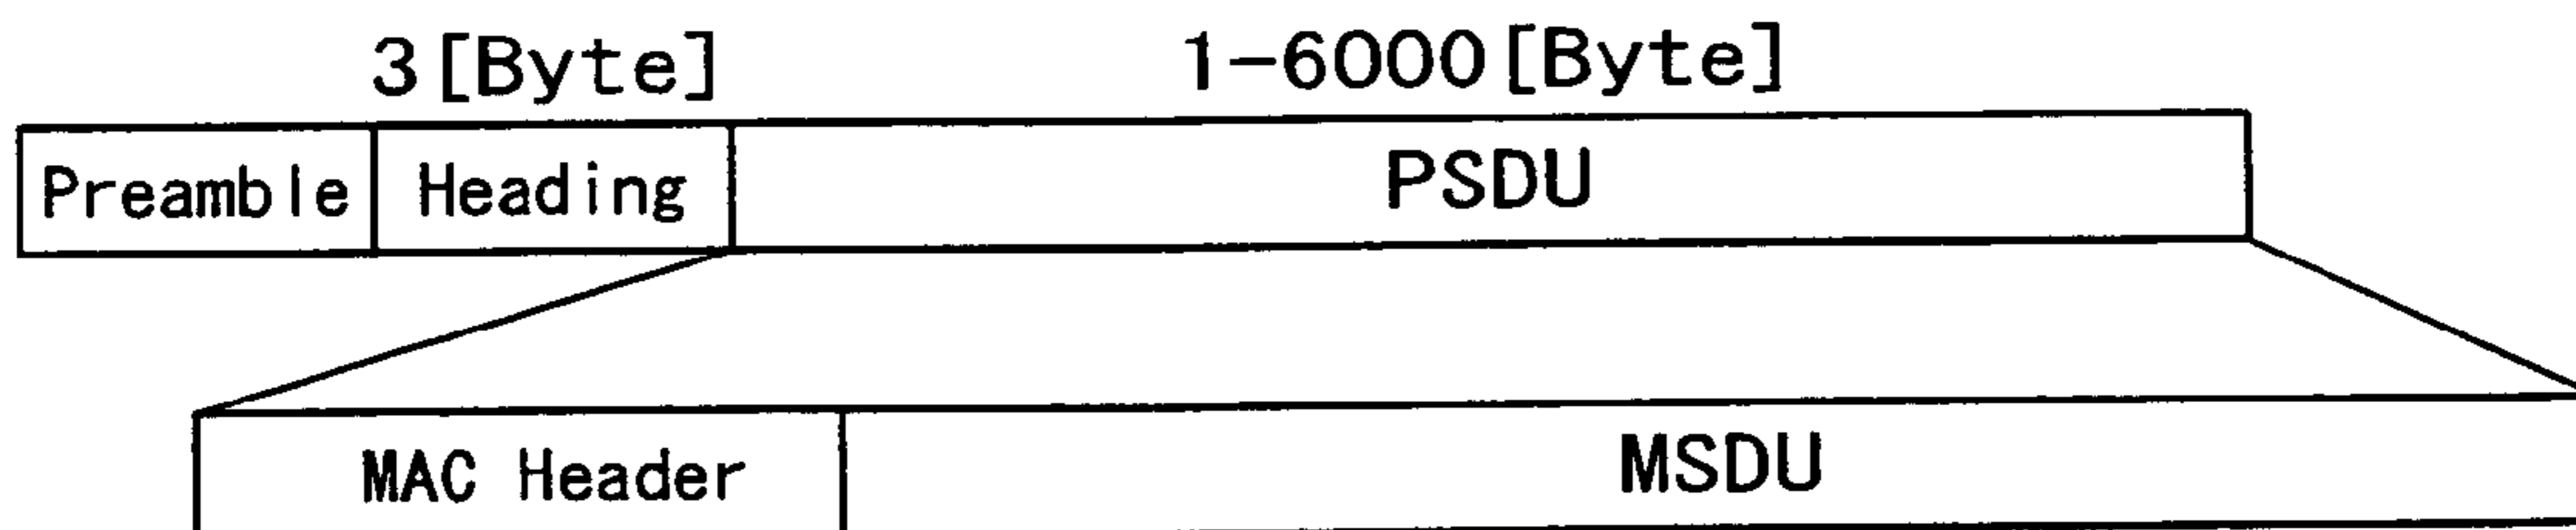 3[Byte] 1-6000[Byte]
Preamble Heading PSDU
MAC Header MSDU